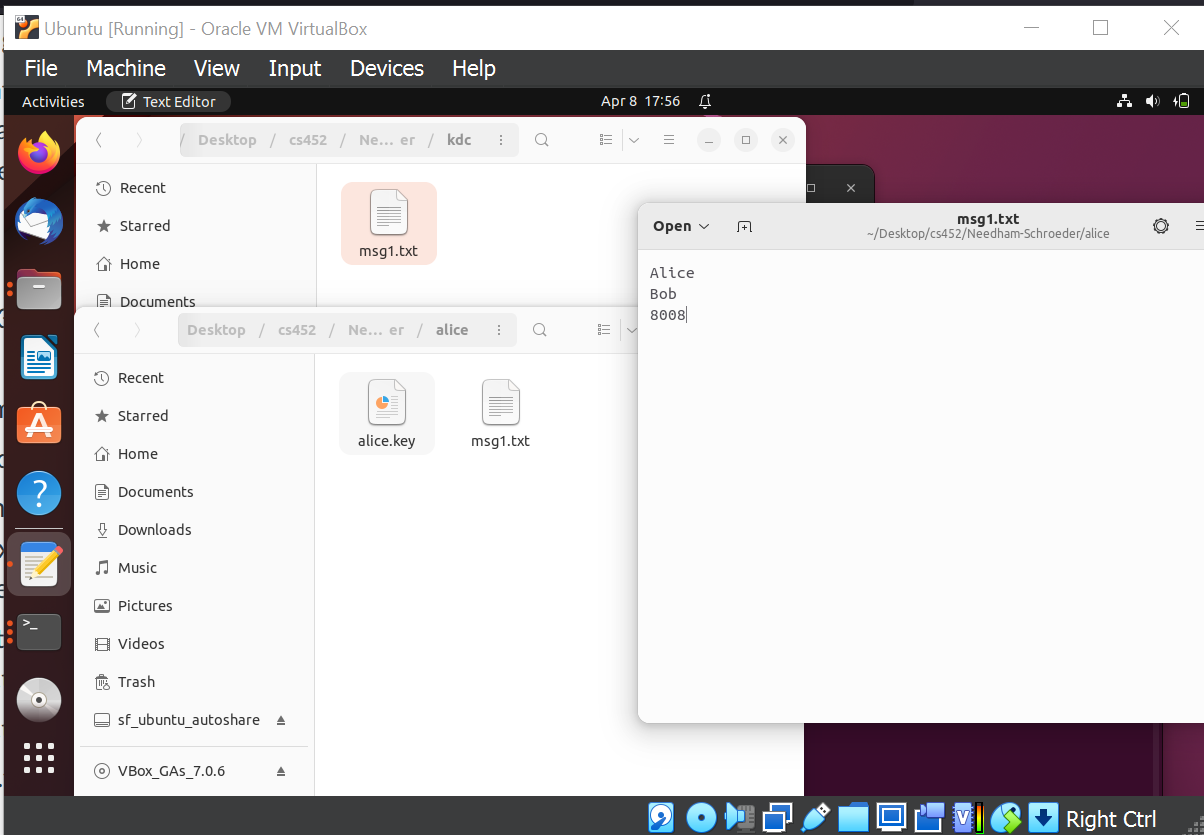 Ubuntu [Running] - Oracle VM VirtualBox
File Machine View Input Devices Help
Activities Text Editor Apr 8 17:56
/ Desktop / cs452 / Ne... er / kdc
Recent
Starred
Home
Documents
msg1.txt
Open
msg1.txt
~/Desktop/cs452/Needham-Schroeder/alice
Alice
Bob
8008
Desktop / cs452 / Ne... er / alice
Recent
Starred
Home
Documents
Downloads
Music
Pictures
Videos
Trash
sf_ubuntu_autoshare
VBox_GAs_7.0.6
alice.key
msg1.txt
Right Ctrl